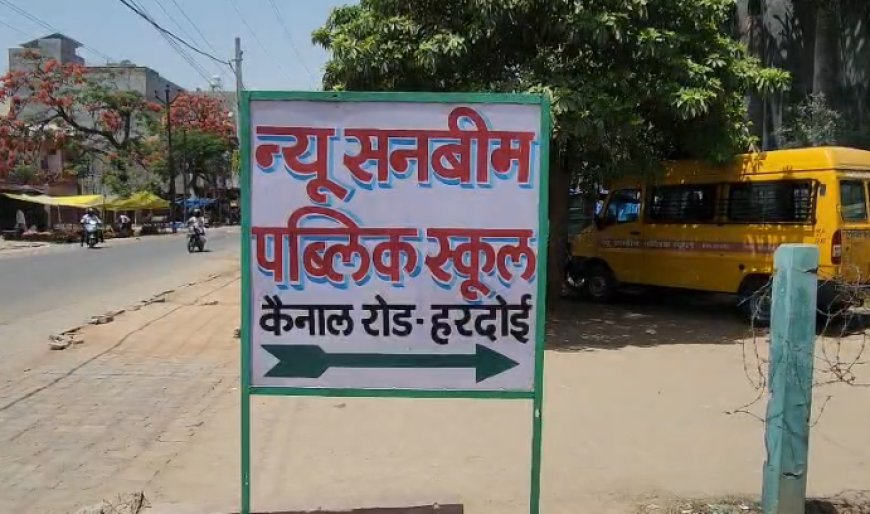 न्यू सनबीम
पब्लिक स्कूल
कैनाल रोड - हरदोई